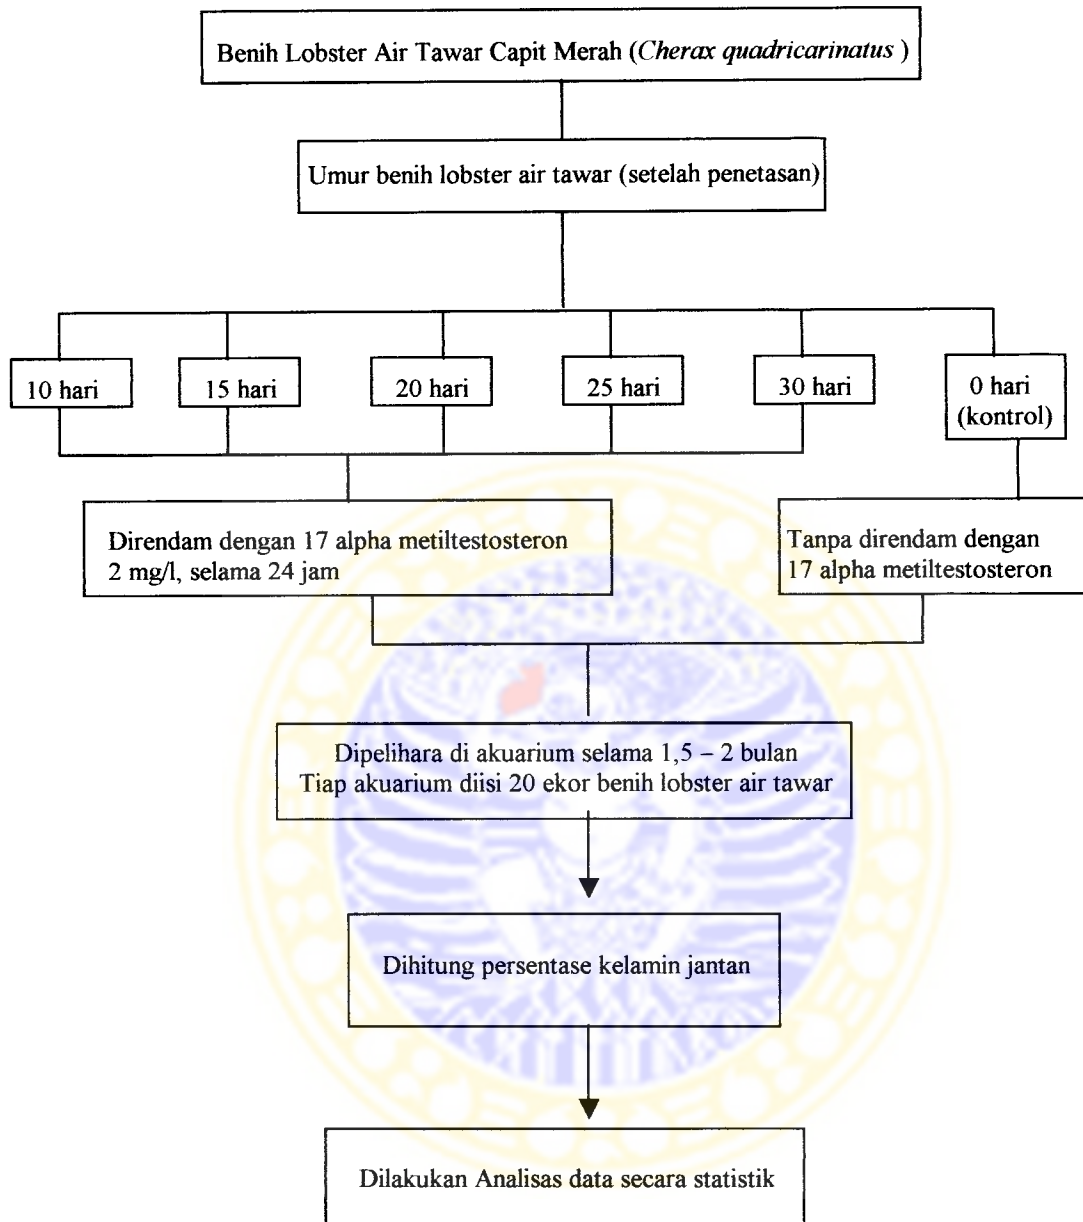 Benih Lobster Air Tawar Capit Merah (Cherax quadricarinatus )
Umur benih lobster air tawar (setelah penetasan)
10 hari
15 hari
20 hari
25 hari
30 hari
0 hari
(kontrol)
Direndam dengan 17 alpha metiltestosteron
2 mg/l, selama 24 jam
Tanpa direndam dengan
17 alpha metiltestosteron
Dipelihara di akuarium selama 1,5 – 2 bulan
Tiap akuarium diisi 20 ekor benih lobster air tawar
Dihitung persentase kelamin jantan
Dilakukan Analisas data secara statistik